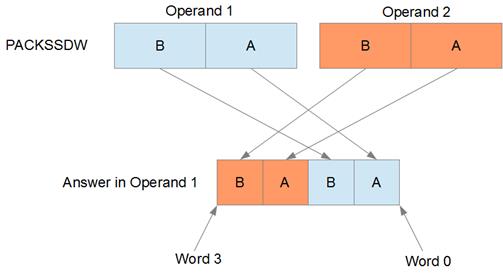 Operand 1 Operand 2
PACKSSDW B A B A
Answer in Operand 1 B A B A
Word 3 Word 0